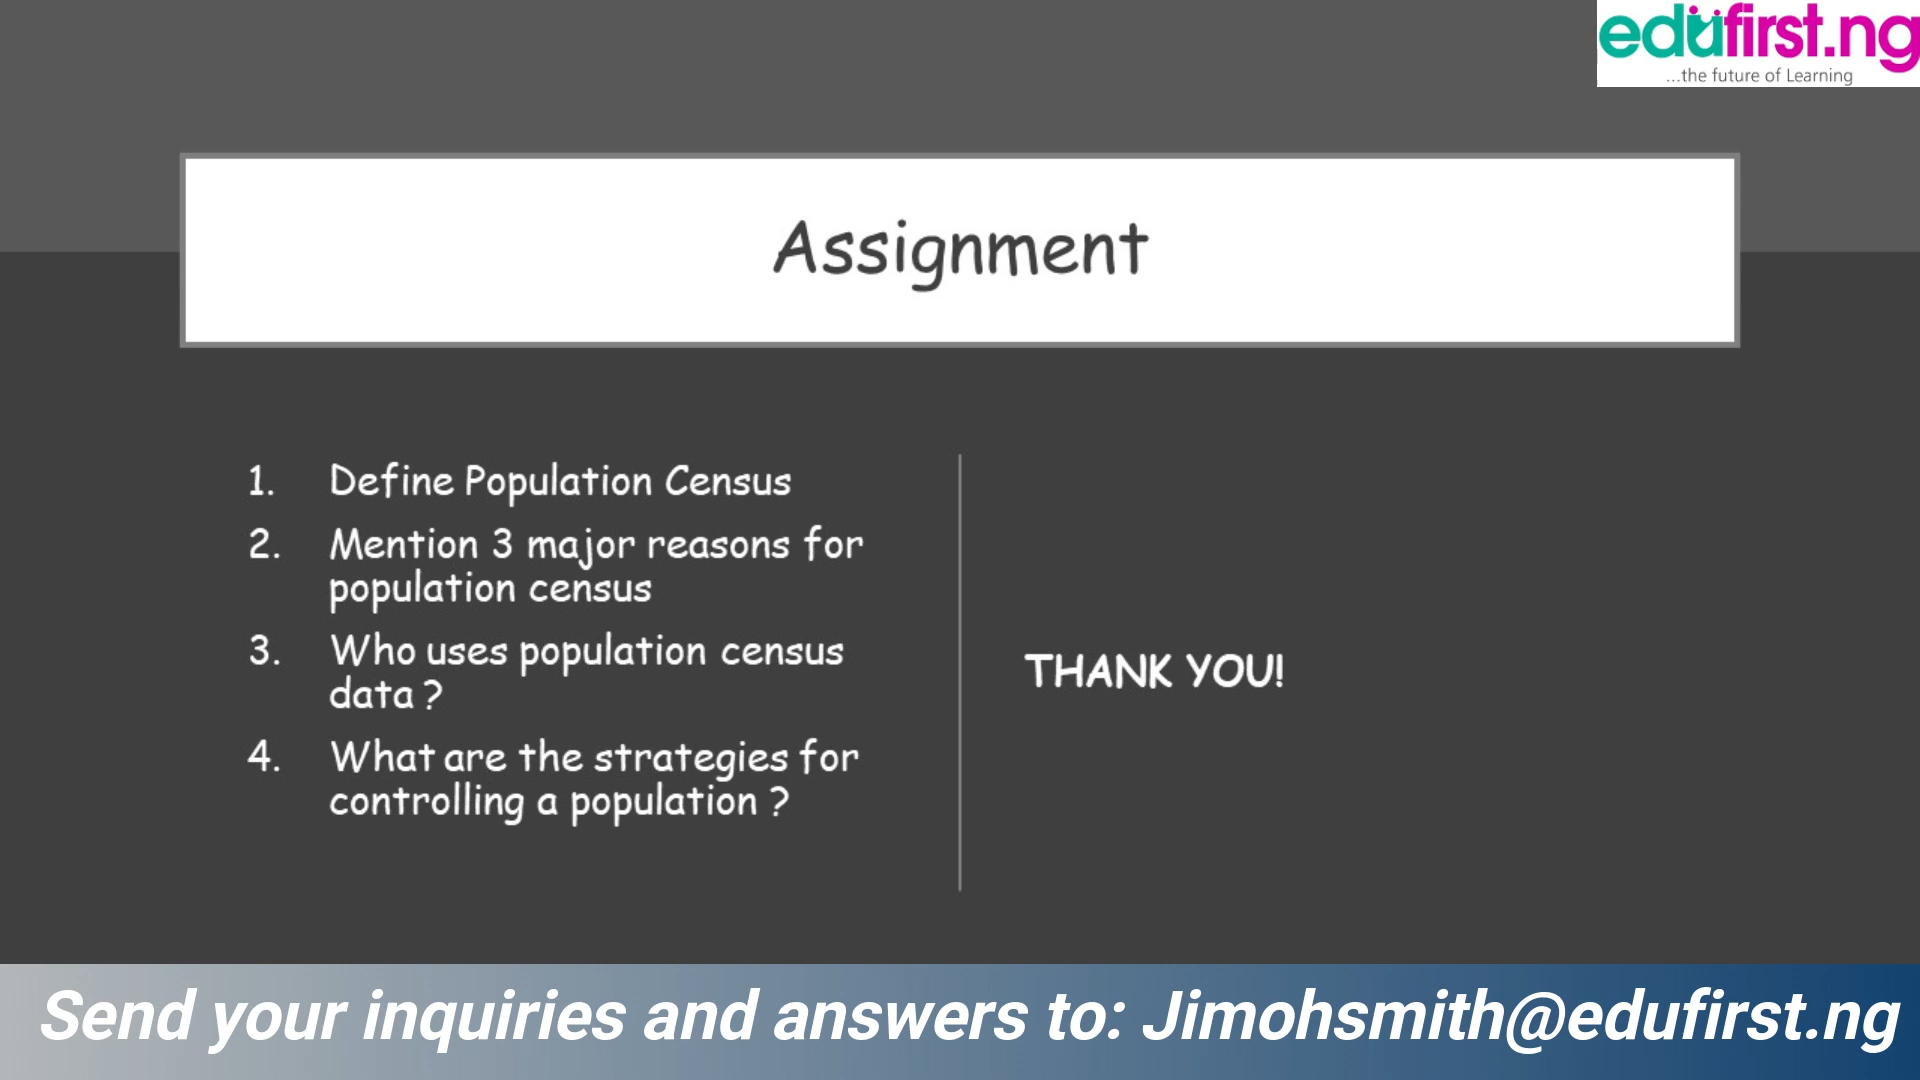 edufirst.ng
...the future of Learning
Assignment
1. Define Population Census
2. Mention 3 major reasons for
population census
3. Who uses population census
data ?
4. What are the strategies for
controlling a population ?
THANK YOU!
Send your inquiries and answers to: Jimohsmith@edufirst.ng